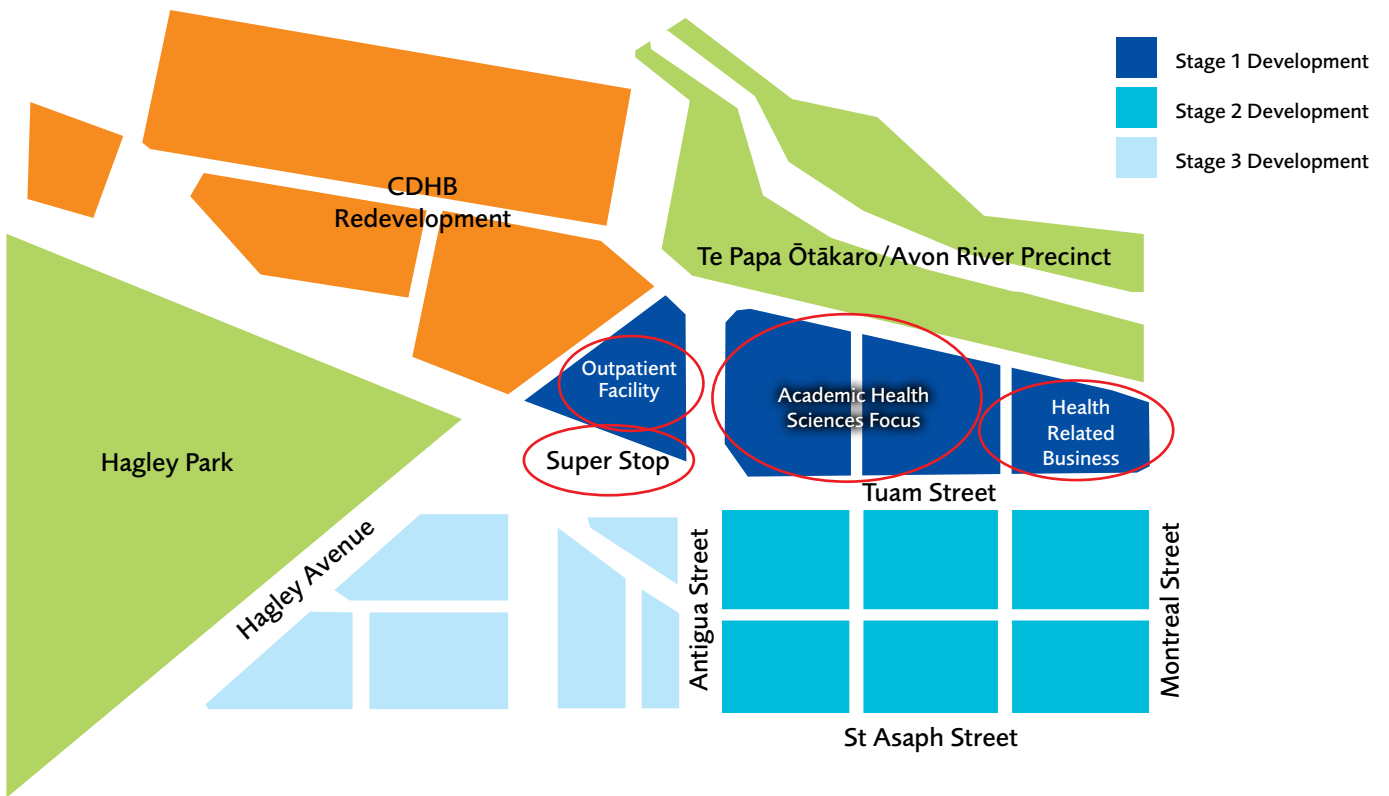 Stage 1 Development
Stage 2 Development
Stage 3 Development
CDHB
Redevelopment
Te Papa Ōtākaro/Avon River Precinct
Outpatient
Facility
Academic Health
Sciences Focus
Health
Related
Business
Hagley Park
Super Stop
Tuam Street
Hagley Avenue
Antigua Street
Montreal Street
St Asaph Street